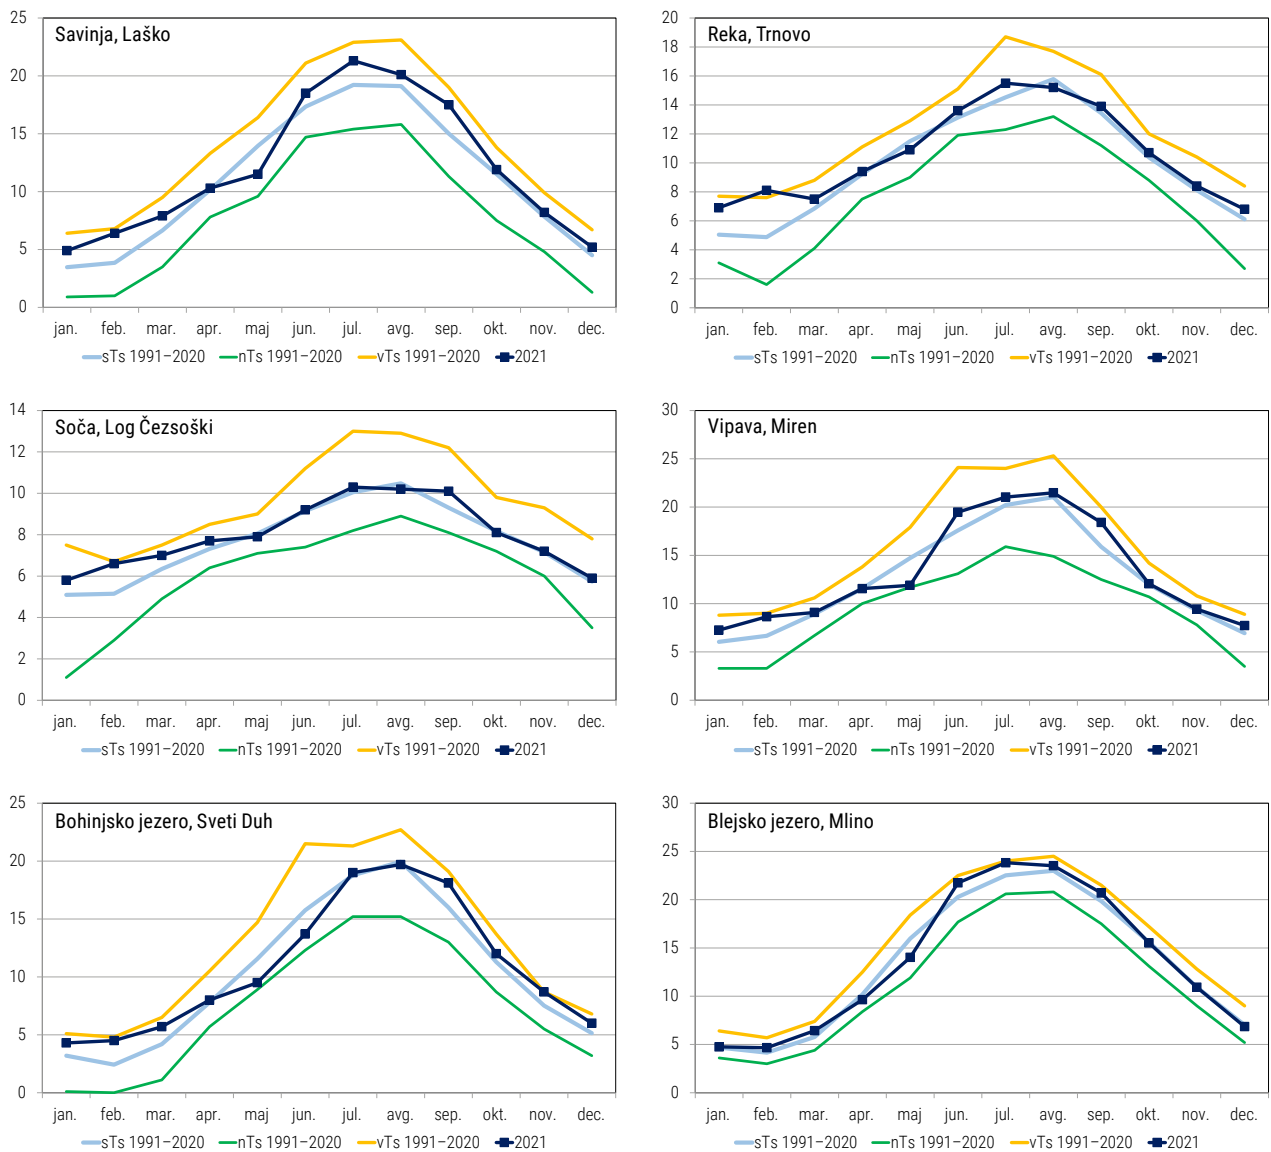 Savinja, Laško
25
20
15
10
5
0
jan. feb. mar. apr. maj jun. jul. avg. sep. okt. nov. dec.
sTs 1991–2020 nTs 1991–2020 vTs 1991–2020 2021
Reka, Trnovo
20
18
16
14
12
10
8
6
4
2
0
jan. feb. mar. apr. maj jun. jul. avg. sep. okt. nov. dec.
sTs 1991–2020 nTs 1991–2020 vTs 1991–2020 2021
Soča, Log Čezsoški
14
12
10
8
6
4
2
0
jan. feb. mar. apr. maj jun. jul. avg. sep. okt. nov. dec.
sTs 1991–2020 nTs 1991–2020 vTs 1991–2020 2021
Vipava, Miren
30
25
20
15
10
5
0
jan. feb. mar. apr. maj jun. jul. avg. sep. okt. nov. dec.
sTs 1991–2020 nTs 1991–2020 vTs 1991–2020 2021
Bohinjsko jezero, Sveti Duh
25
20
15
10
5
0
jan. feb. mar. apr. maj jun. jul. avg. sep. okt. nov. dec.
sTs 1991–2020 nTs 1991–2020 vTs 1991–2020 2021
Blejsko jezero, Mlino
30
25
20
15
10
5
0
jan. feb. mar. apr. maj jun. jul. avg. sep. okt. nov. dec.
sTs 1991–2020 nTs 1991–2020 vTs 1991–2020 2021